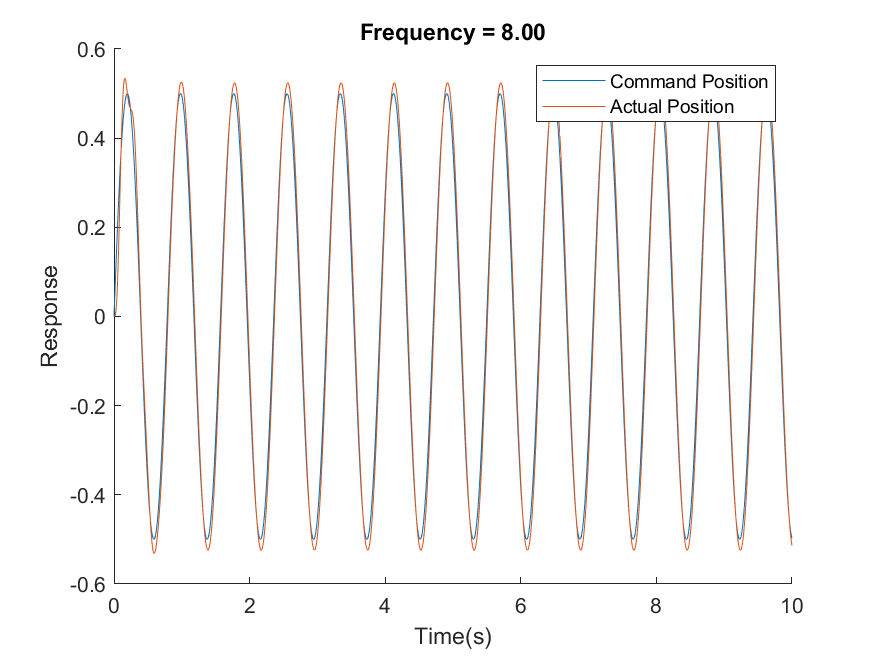 Frequency = 8.00
Command Position
Actual Position
0.6
0.4
0.2
0
-0.2
-0.4
-0.6
Response
0 2 4 6 8 10
Time(s)